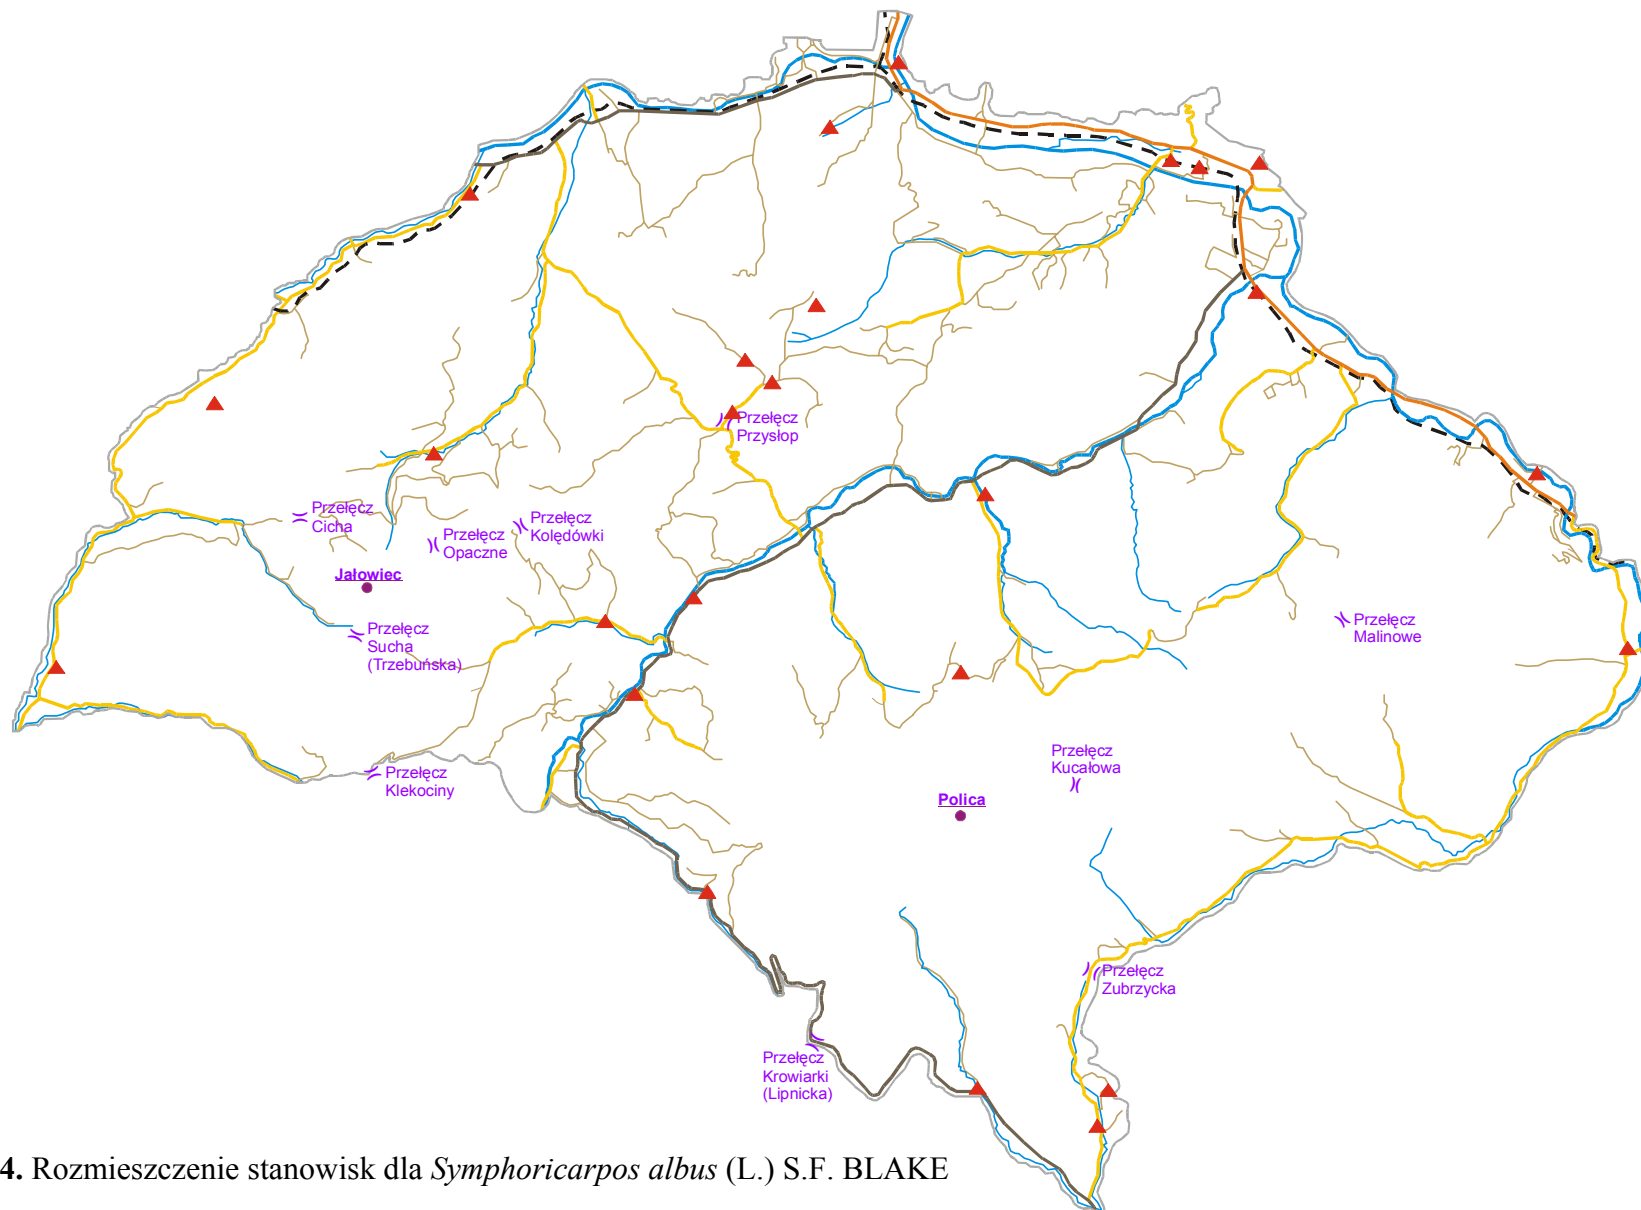 Przełęcz
Przysłop
Przełęcz
Cicha
Przełęcz
Kolędówki
Przełęcz
Opaczne
Jałowiec
Przełęcz
Sucha
(Trzebuńska)
Przełęcz
Malinowe
Przełęcz
Klekociny
Przełęcz
Kucałowa
Polica
Przełęcz
Zubrzycka
Przełęcz
Krowiarki
(Lipnicka)
4. Rozmieszczenie stanowisk dla Symphoricarpos albus (L.) S.F. BLAKE